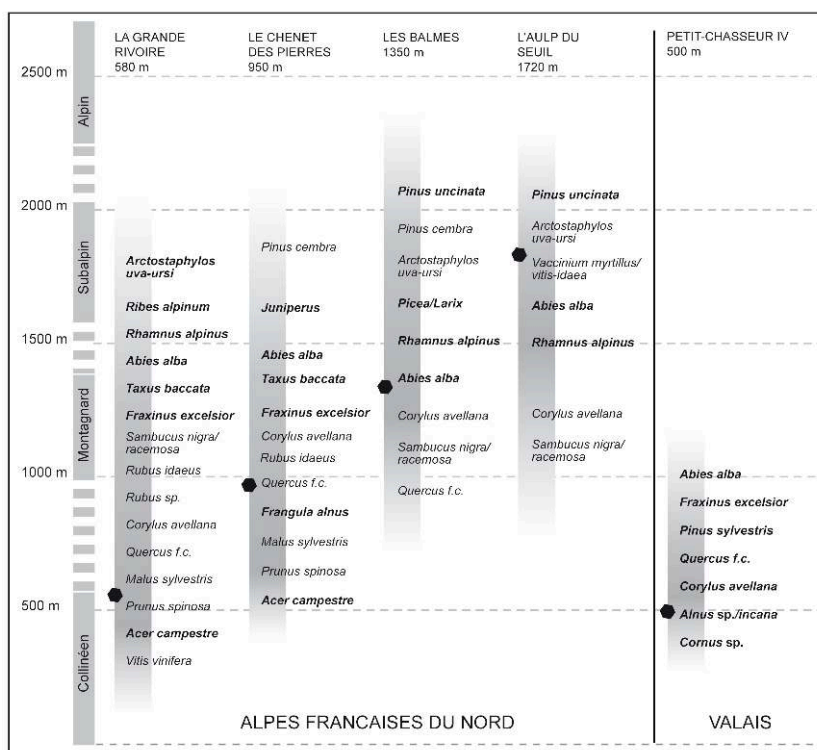 LA GRANDE
RIVOIRE
580 m
LE CHENET
DES PIERRES
950 m
LES BALMES
1350 m
L'AULP DU
SEUIL
1720 m
PETIT-CHASSEUR IV
500 m
2500 m
2000 m
1500 m
1000 m
500 m
Alpin
Subalpin
Montagnard
Collinéen
Arctostaphylos
uva-ursi
Ribes alpinum
Rhamnus alpinus
Abies alba
Taxus baccata
Fraxinus excelsior
Sambucus nigra/
racemosa
Rubus idaeus
Rubus sp.
Corylus avellana
Quercus f.c.
Malus sylvestris
Prunus spinosa
Acer campestre
Vitis vinifera
Pinus cembra
Juniperus
Abies alba
Taxus baccata
Fraxinus excelsior
Corylus avellana
Rubus idaeus
Quercus f.c.
Frangula alnus
Malus sylvestris
Prunus spinosa
Acer campestre
Pinus uncinata
Pinus cembra
Arctostaphylos
uva-ursi
Picea/Larix
Rhamnus alpinus
Abies alba
Corylus avellana
Sambucus nigra/
racemosa
Quercus f.c.
Pinus uncinata
Arctostaphylos
uva-ursi
Vaccinium myrtillus/
vitis-idaea
Abies alba
Rhamnus alpinus
Corylus avellana
Sambucus nigra/
racemosa
Abies alba
Fraxinus excelsior
Pinus sylvestris
Quercus f.c.
Corylus avellana
Alnus sp./incana
Cornus sp.
ALPES FRANCAISES DU NORD
VALAIS